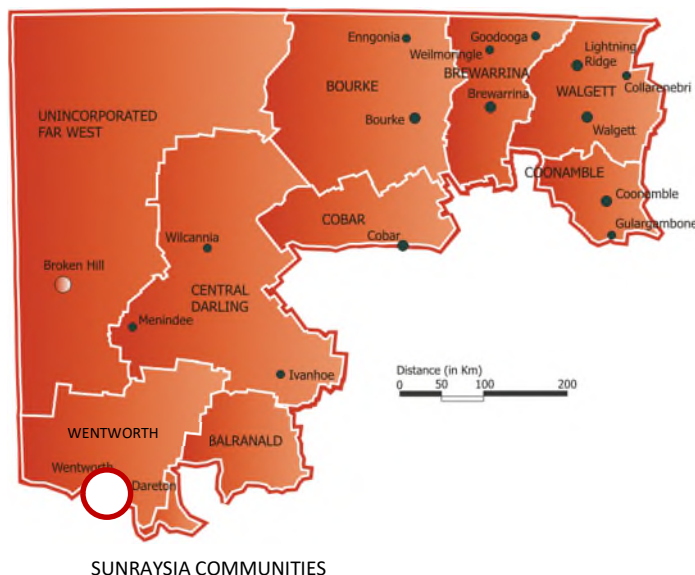 Enngonia
Goodooga
Weilmoringle
BREWARRINA
Lightning
Ridge
Collarenebri
BOURKE
WALGETT
Brewarrina
Bourke
Walgett
UNINCORPORATED
FAR WEST
COONAMBLE
Coonamble
Gulargambone
COBAR
Cobar
Wilcannia
Broken Hill
CENTRAL
DARLING
Menindee
Ivanhoe
Distance (in Km)
0 50 100 200
WENTWORTH
BALRANALD
Wentworth
Dareton
SUNRAYSIA COMMUNITIES